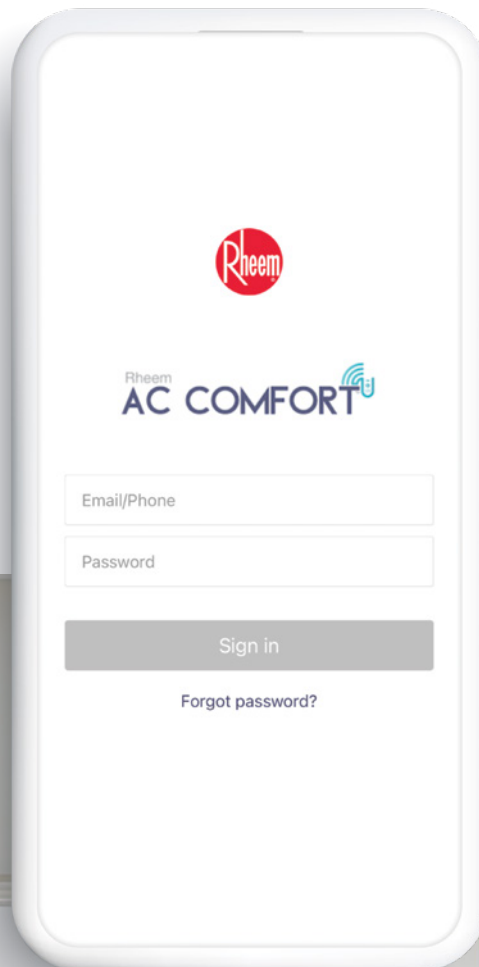 Rheem
Rheem
AC COMFORT
Email/Phone
Password
Sign in
Forgot password?